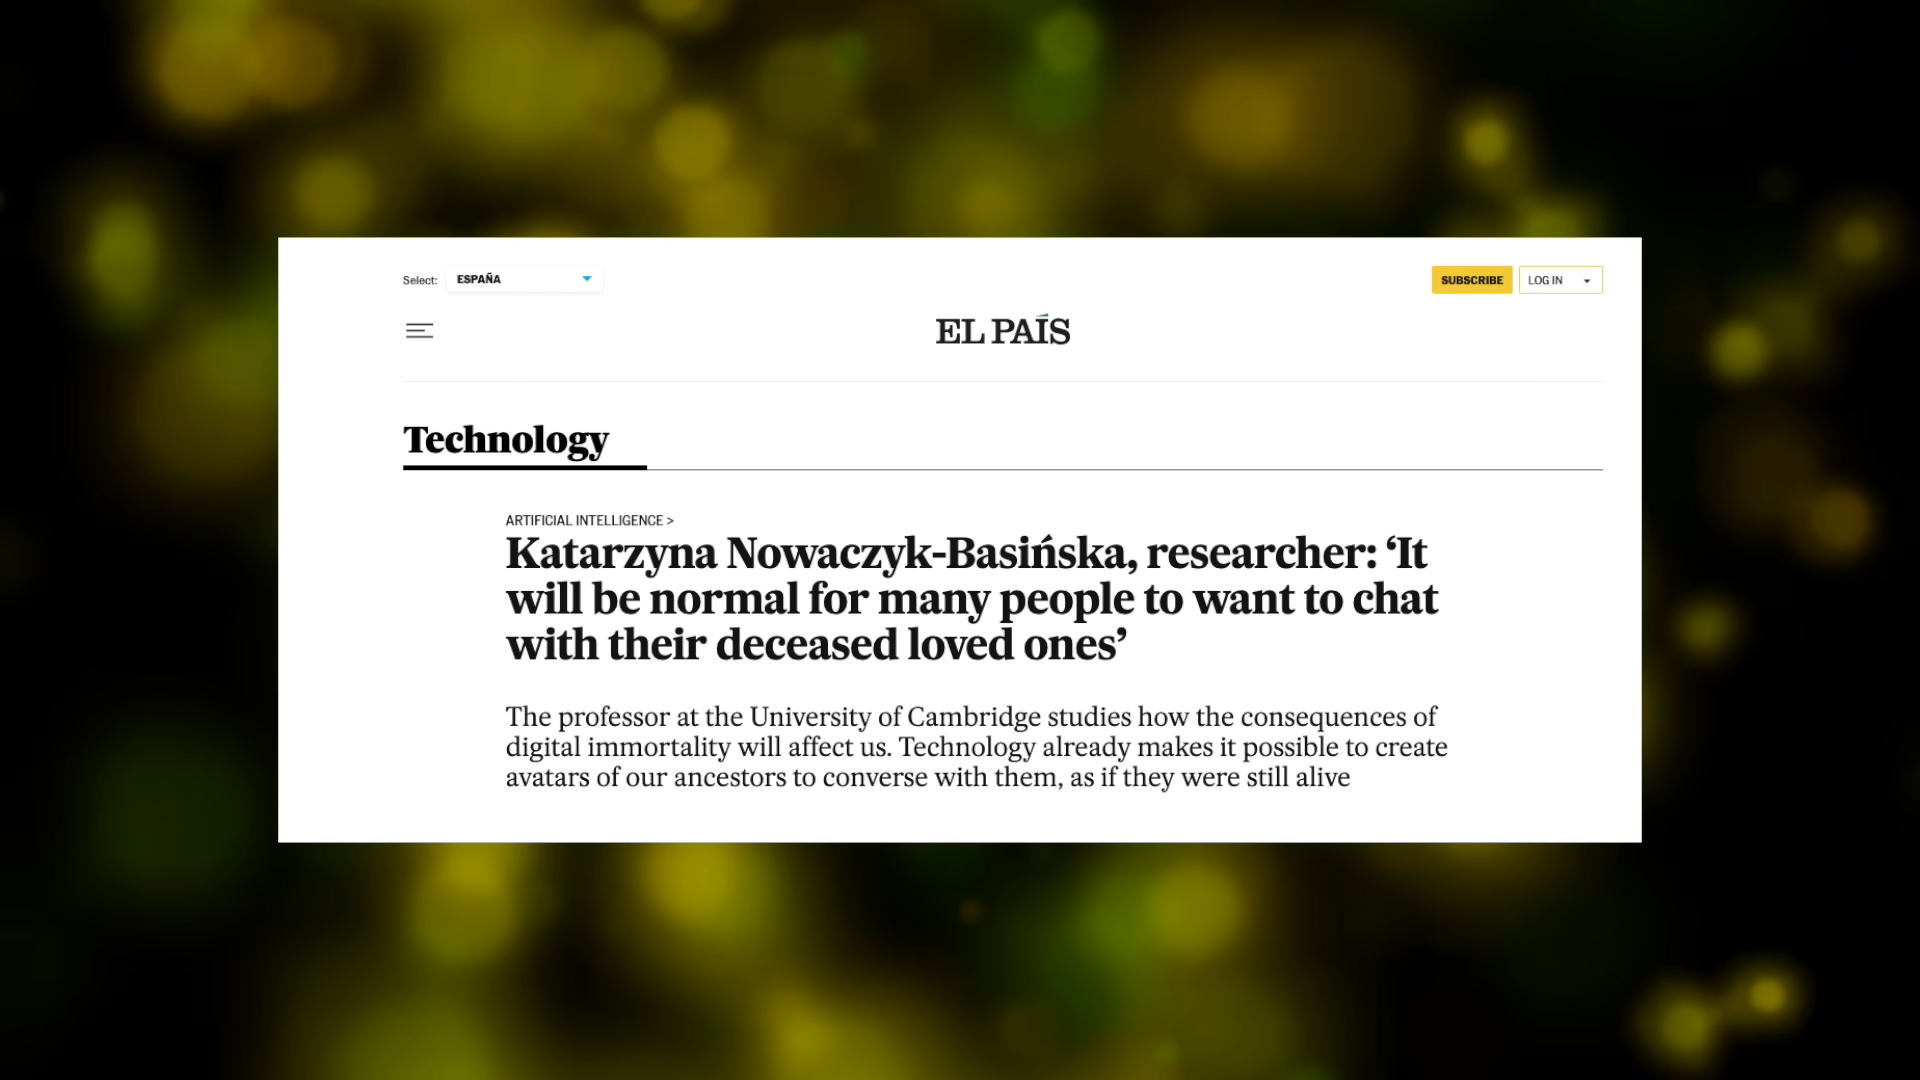 Select: ESPAÑA
SUBSCRIBE LOG IN
EL PAÍS
Technology
ARTIFICIAL INTELLIGENCE >
Katarzyna Nowaczyk-Basińska, researcher: ‘It
will be normal for many people to want to chat
with their deceased loved ones’
The professor at the University of Cambridge studies how the consequences of
digital immortality will affect us. Technology already makes it possible to create
avatars of our ancestors to converse with them, as if they were still alive